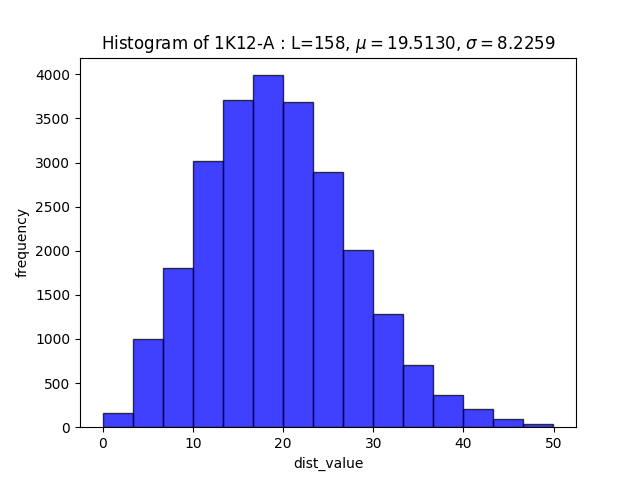 Histogram of 1K12-A : L=158, μ = 19.5130, σ = 8.2259
4000
3500
3000
2500
2000
1500
1000
500
0
frequency
0 10 20 30 40 50
dist_value